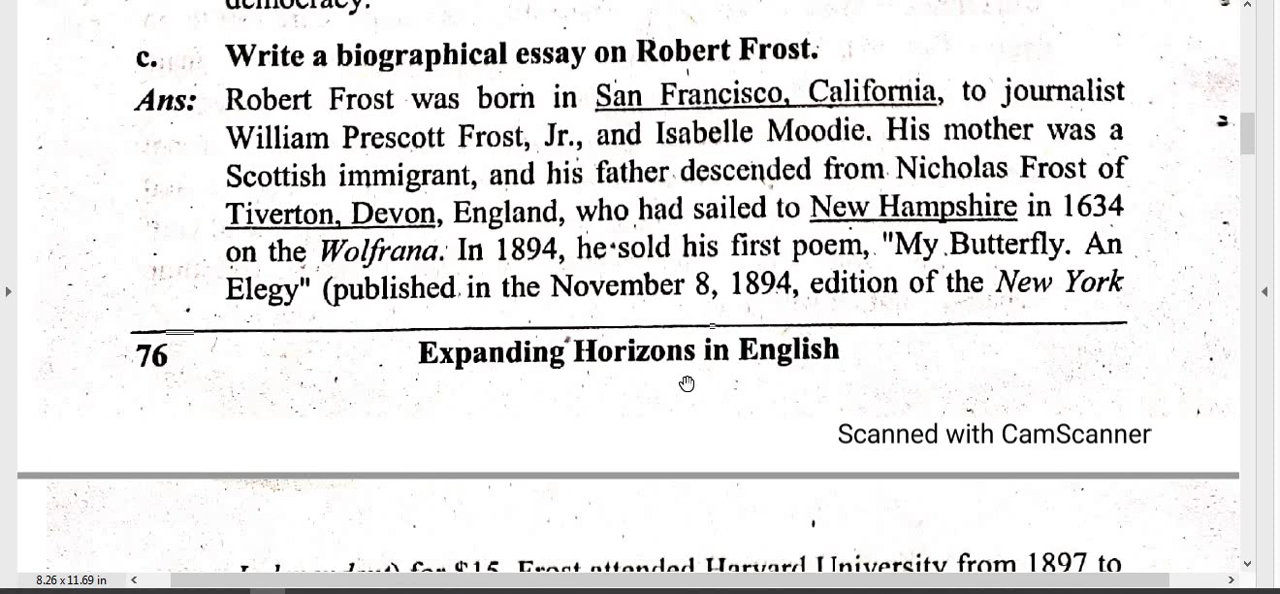 democracy.
c. Write a biographical essay on Robert Frost.
Ans: Robert Frost was born in San Francisco, California, to journalist
William Prescott Frost, Jr., and Isabelle Moodie. His mother was a
Scottish immigrant, and his father descended from Nicholas Frost of
Tiverton, Devon, England, who had sailed to New Hampshire in 1634
on the Wolfrana. In 1894, he sold his first poem, "My Butterfly. An
Elegy" (published in the November 8, 1894, edition of the New York
76 Expanding Horizons in English
Scanned with CamScanner
for $15. Frost attended Harvard University from 1897 to
8.26 x 11.69 in